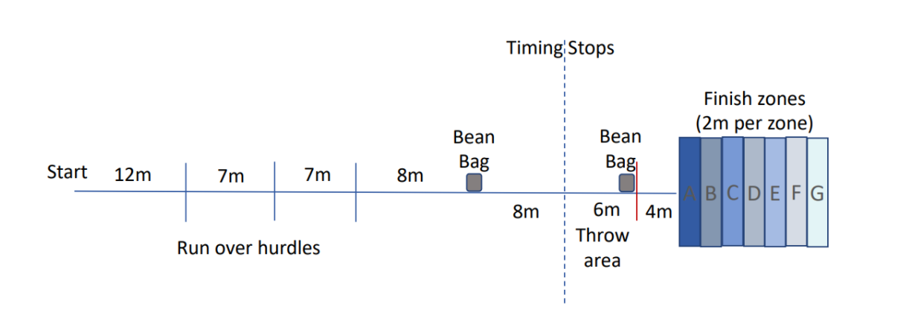 Timing Stops
Finish zones
(2m per zone)
Bean
Bag
Bean
Bag
Start
12m
7m
7m
8m
A B C D E F G
8m
6m
4m
Throw
area
Run over hurdles